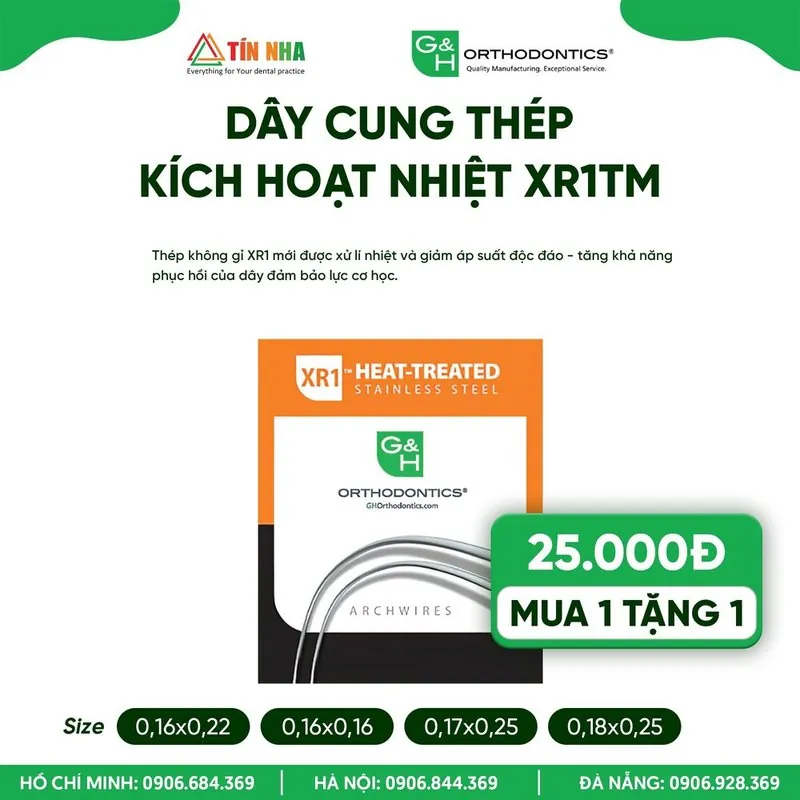 TÍN NHA
Everything for Your dental practice
G&H ORTHODONTICS®
Quality Manufacturing. Exceptional Service.
DÂY CUNG THÉP
KÍCH HOẠT NHIỆT XR1TM
Thép không gỉ XR1 mới được xử lí nhiệt và giảm áp suất độc đáo - tăng khả năng
phục hồi của dây đảm bảo lực cơ học.
XR1™ HEAT-TREATED
STAINLESS STEEL
G&H
ORTHODONTICS®
GHOrthodontics.com
ARCHWIRES
25.000Đ
MUA 1 TẶNG 1
Size 0,16x0,22 0,16x0,16 0,17x0,25 0,18x0,25
HỒ CHÍ MINH: 0906.684.369 | HÀ NỘI: 0906.844.369 | ĐÀ NẴNG: 0906.928.369